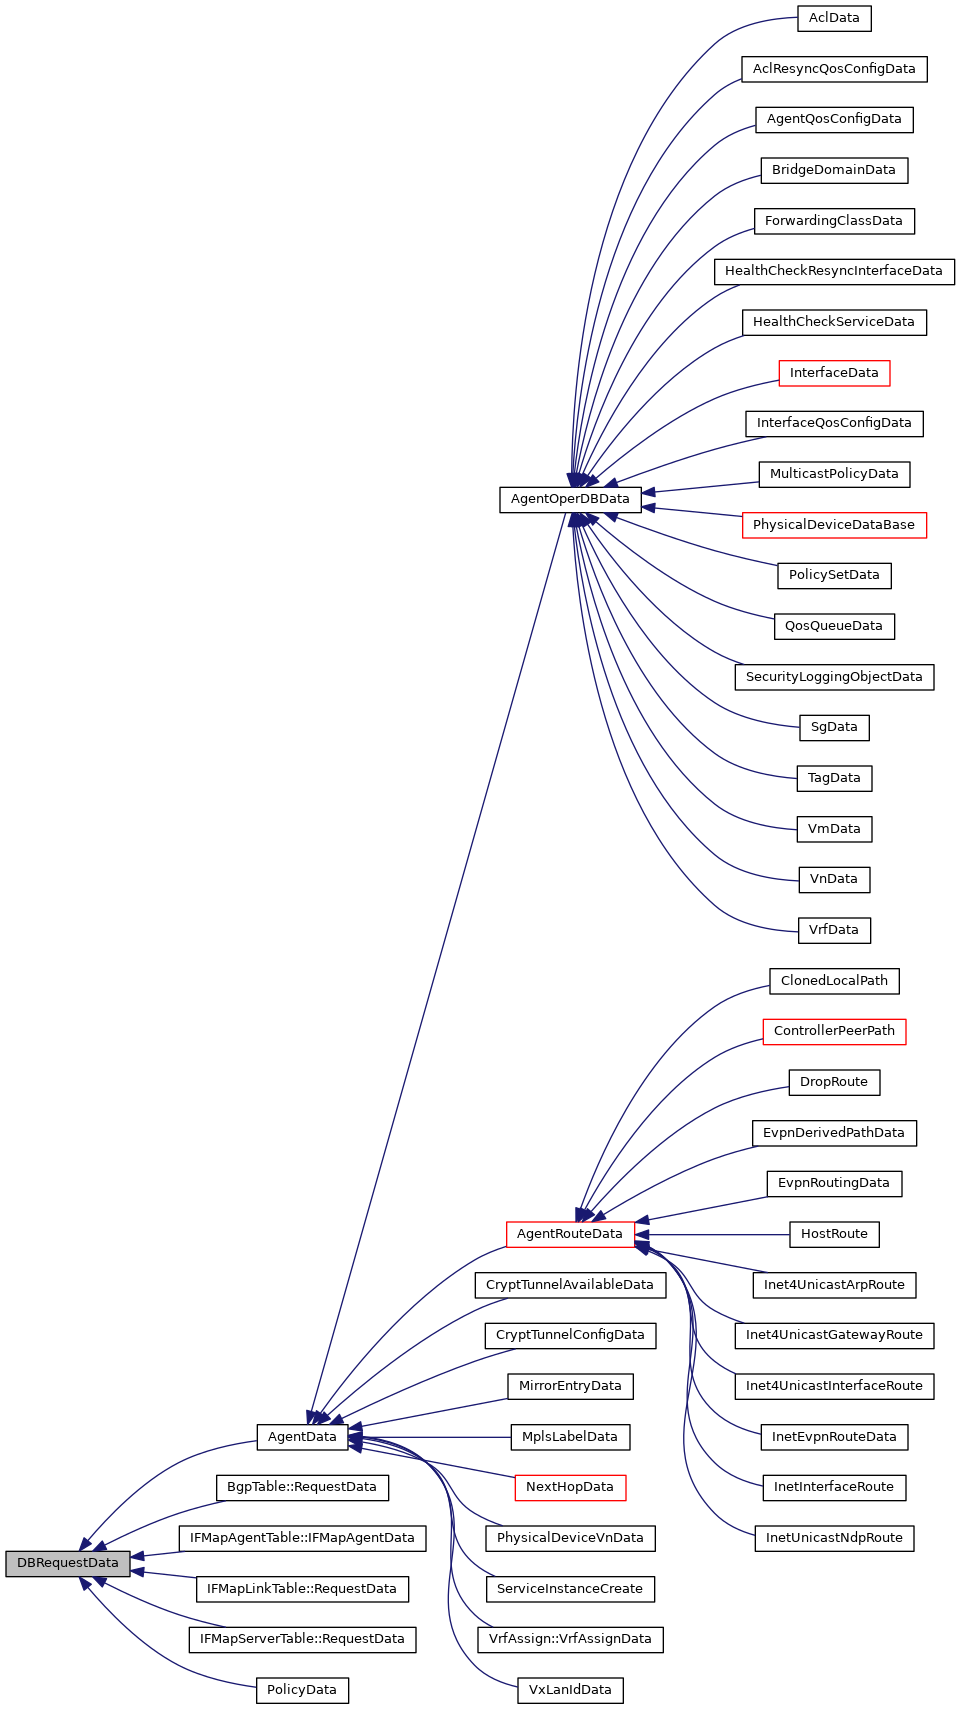 AclData
AclResyncQosConfigData
AgentQosConfigData
BridgeDomainData
ForwardingClassData
HealthCheckResyncInterfaceData
HealthCheckServiceData
InterfaceData
InterfaceQosConfigData
MulticastPolicyData
AgentOperDBData
PhysicalDeviceDataBase
PolicySetData
QosQueueData
SecurityLoggingObjectData
SgData
TagData
VmData
VnData
VrfData
ClonedLocalPath
ControllerPeerPath
DropRoute
EvpnDerivedPathData
EvpnRoutingData
AgentRouteData
HostRoute
CryptTunnelAvailableData
Inet4UnicastArpRoute
CryptTunnelConfigData
Inet4UnicastGatewayRoute
MirrorEntryData
Inet4UnicastInterfaceRoute
AgentData
MplsLabelData
InetEvpnRouteData
BgpTable::RequestData
NextHopData
InetInterfaceRoute
IFMapAgentTable::IFMapAgentData
PhysicalDeviceVnData
InetUnicastNdpRoute
DBRequestData
IFMapLinkTable::RequestData
ServiceInstanceCreate
IFMapServerTable::RequestData
VrfAssign::VrfAssignData
PolicyData
VxLanIdData